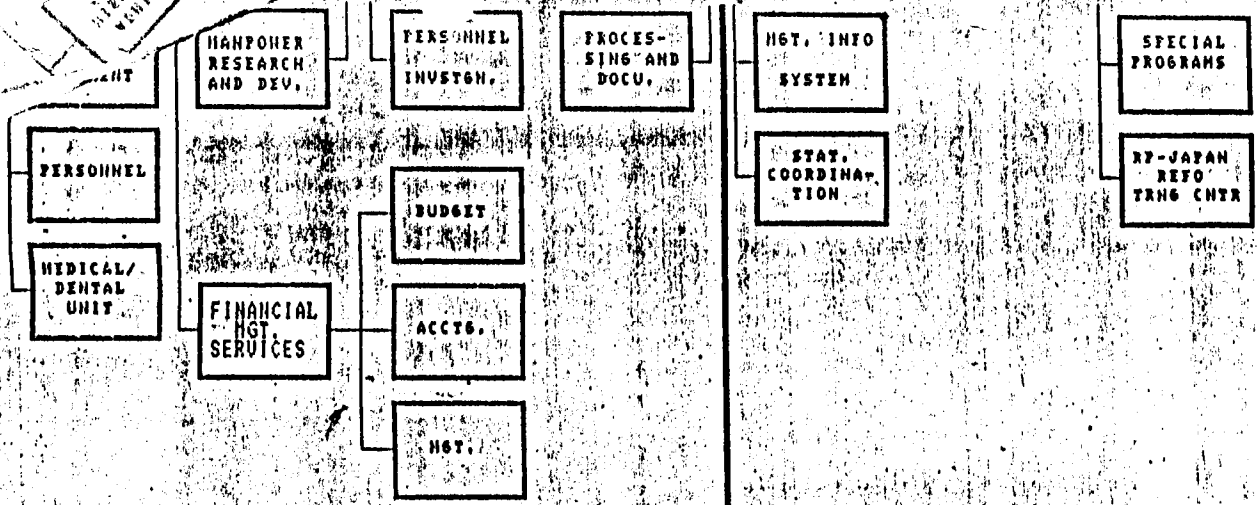 MANPOWER
RESEARCH
AND DEV.
PERSONNEL
INVSTGN.
PROCES-
SING AND
DOCU.
MGT. INFO
SYSTEM
SPECIAL
PROGRAMS
PERSONNEL
BUDGET
STAT.
COORDINA-
TION
RP-JAPAN
REFO
TRNG CNTR
MEDICAL/
DENTAL
UNIT
FINANCIAL
MGT.
SERVICES
ACCTG.
MGT.